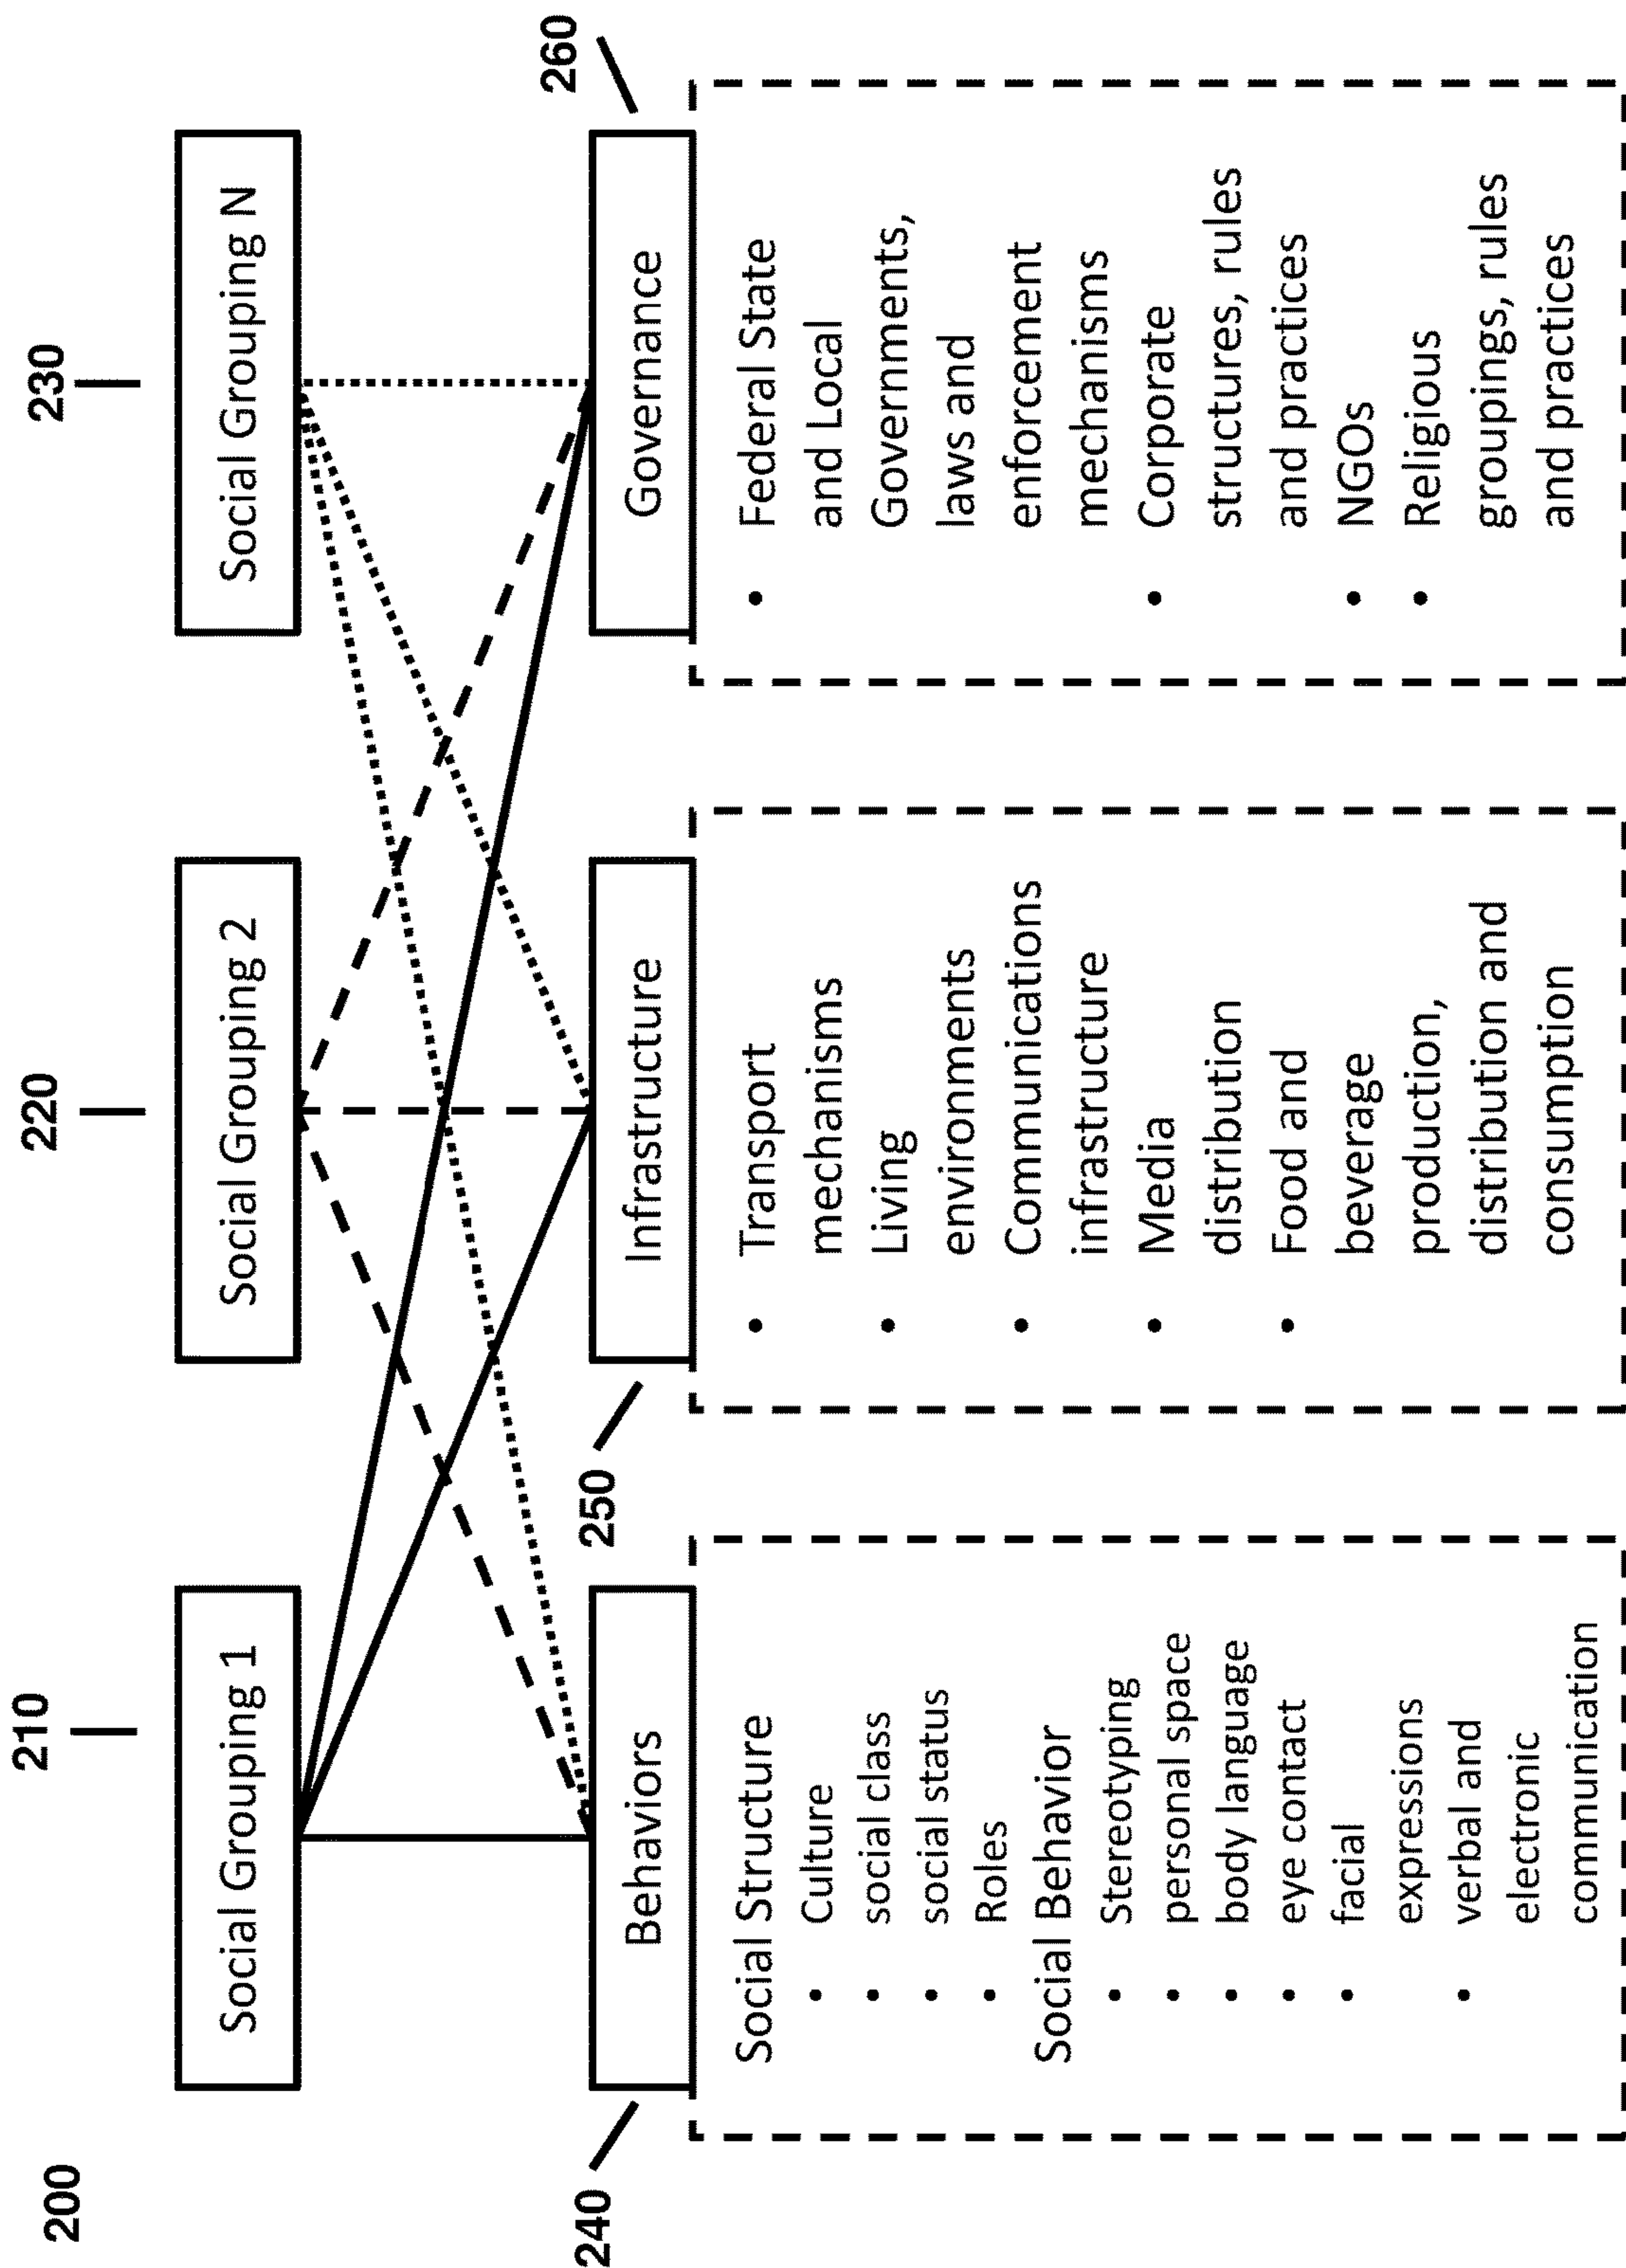 200
210
220
230
Social Grouping 1
Social Grouping 2
Social Grouping N
240
250
260
Behaviors
Infrastructure
Governance
Social Structure
• Culture
• social class
• social status
• Roles
Social Behavior
• Stereotyping
• personal space
• body language
• eye contact
• facial
expressions
• verbal and
electronic
communication
• Transport
mechanisms
• Living
environments
• Communications
infrastructure
• Media
distribution
• Food and
beverage
production,
distribution and
consumption
• Federal State
and Local
Governments,
laws and
enforcement
mechanisms
• Corporate
structures, rules
and practices
• NGOs
• Religious
groupings, rules
and practices